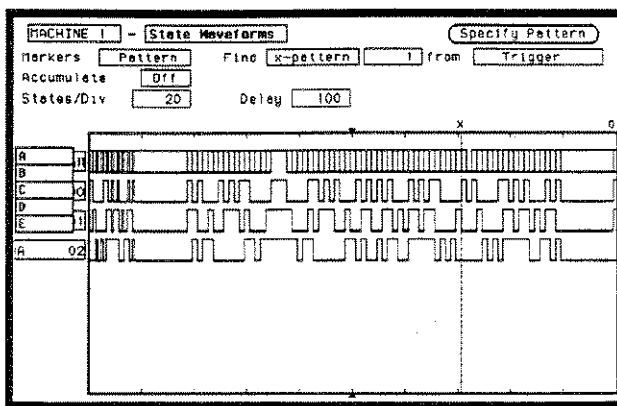 MACHINE 1 - State Waveforms Specify Pattern
Markers Pattern Find x-pattern 1 from Trigger
Accumulate Off
States/Div 20 Delay 100
X O
A
B
C
D
E
A 02